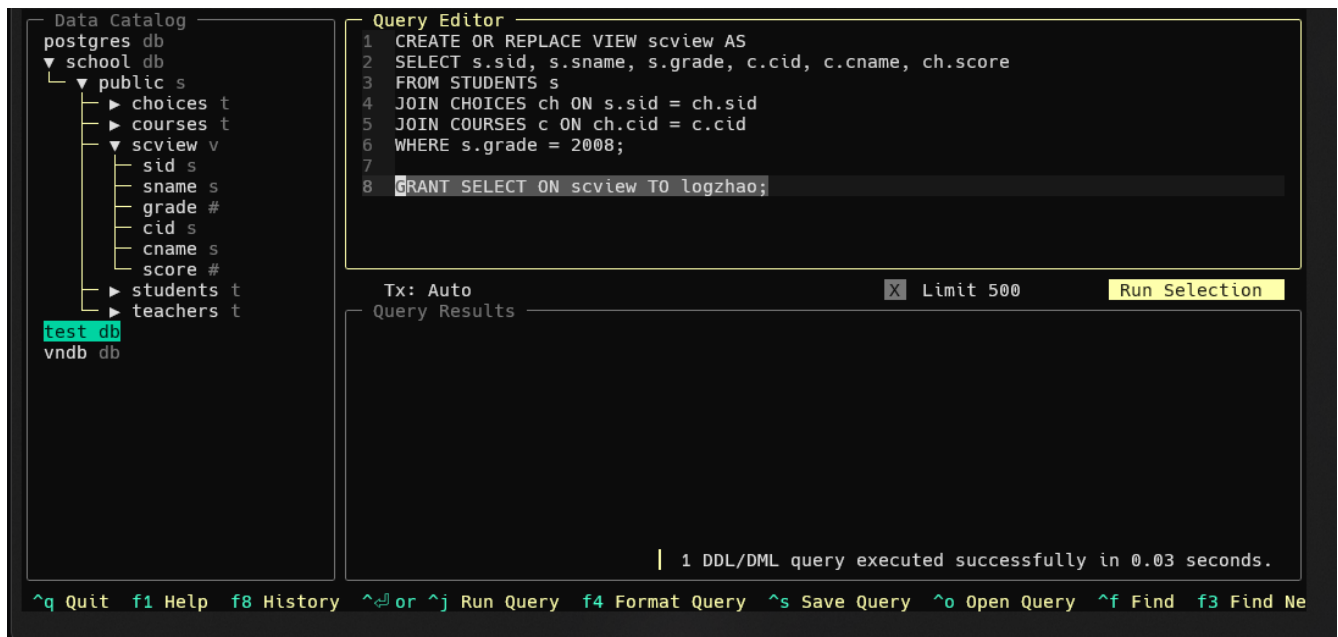 Data Catalog
postgres db
▼ school db
└─ ▼ public s
├─ ▶ choices t
├─ ▶ courses t
├─ ▼ scview v
├─ sid s
├─ sname s
├─ grade #
├─ cid s
├─ cname s
└─ score #
├─ ▶ students t
└─ ▶ teachers t
test db
vndb db
Query Editor
1 CREATE OR REPLACE VIEW scview AS
2 SELECT s.sid, s.sname, s.grade, c.cid, c.cname, ch.score
3 FROM STUDENTS s
4 JOIN CHOICES ch ON s.sid = ch.sid
5 JOIN COURSES c ON ch.cid = c.cid
6 WHERE s.grade = 2008;
7
8 GRANT SELECT ON scview TO logzhao;
Tx: Auto X Limit 500 Run Selection
Query Results
1 DDL/DML query executed successfully in 0.03 seconds.
^q Quit f1 Help f8 History ^⏎ or ^j Run Query f4 Format Query ^s Save Query ^o Open Query ^f Find f3 Find Ne